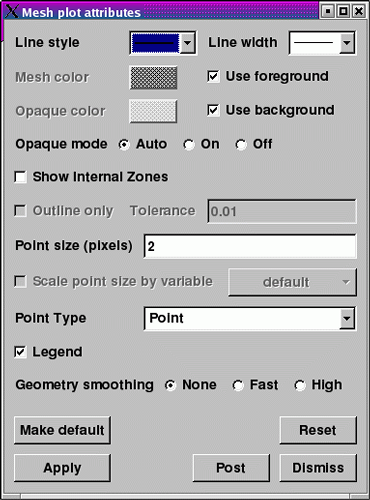 Mesh plot attributes
Line style Line width
Mesh color Use foreground
Opaque color Use background
Opaque mode Auto On Off
Show Internal Zones
Outline only Tolerance 0.01
Point size (pixels) 2
Scale point size by variable default
Point Type Point
Legend
Geometry smoothing None Fast High
Make default Reset
Apply Post Dismiss